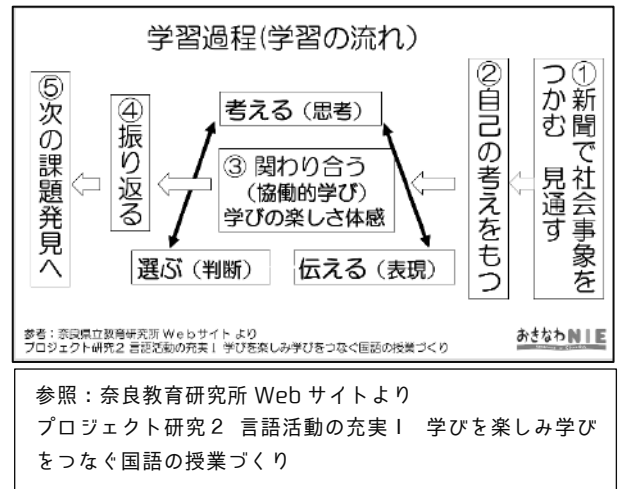 学習過程(学習の流れ)
①新聞で社会事象を
つかむ 見通す
②自己の考えをもつ
考える(思考)
③ 関わり合う
(協働的学び)
学びの楽しさ体感
選ぶ(判断)
伝える(表現)
④振り返る
⑤次の課題発見へ
参考:奈良県立教育研究所 Webサイト より
プロジェクト研究2 言語活動の充実Ⅰ 学びを楽しみ学びをつなぐ国語の授業づくり
おきなわNIE
参照:奈良教育研究所 Web サイトより
プロジェクト研究2 言語活動の充実Ⅰ 学びを楽しみ学び
をつなぐ国語の授業づくり